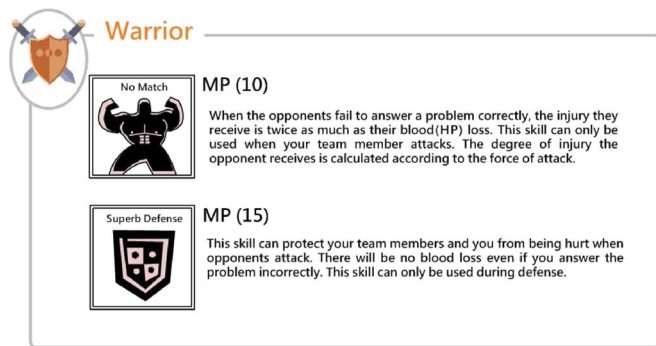 Warrior
No Match
MP (10)
When the opponents fail to answer a problem correctly, the injury they
receive is twice as much as their blood(HP) loss. This skill can only be
used when your team member attacks. The degree of injury the
opponent receives is calculated according to the force of attack.
Superb Defense
MP (15)
This skill can protect your team members and you from being hurt when
opponents attack. There will be no blood loss even if you answer the
problem incorrectly. This skill can only be used during defense.